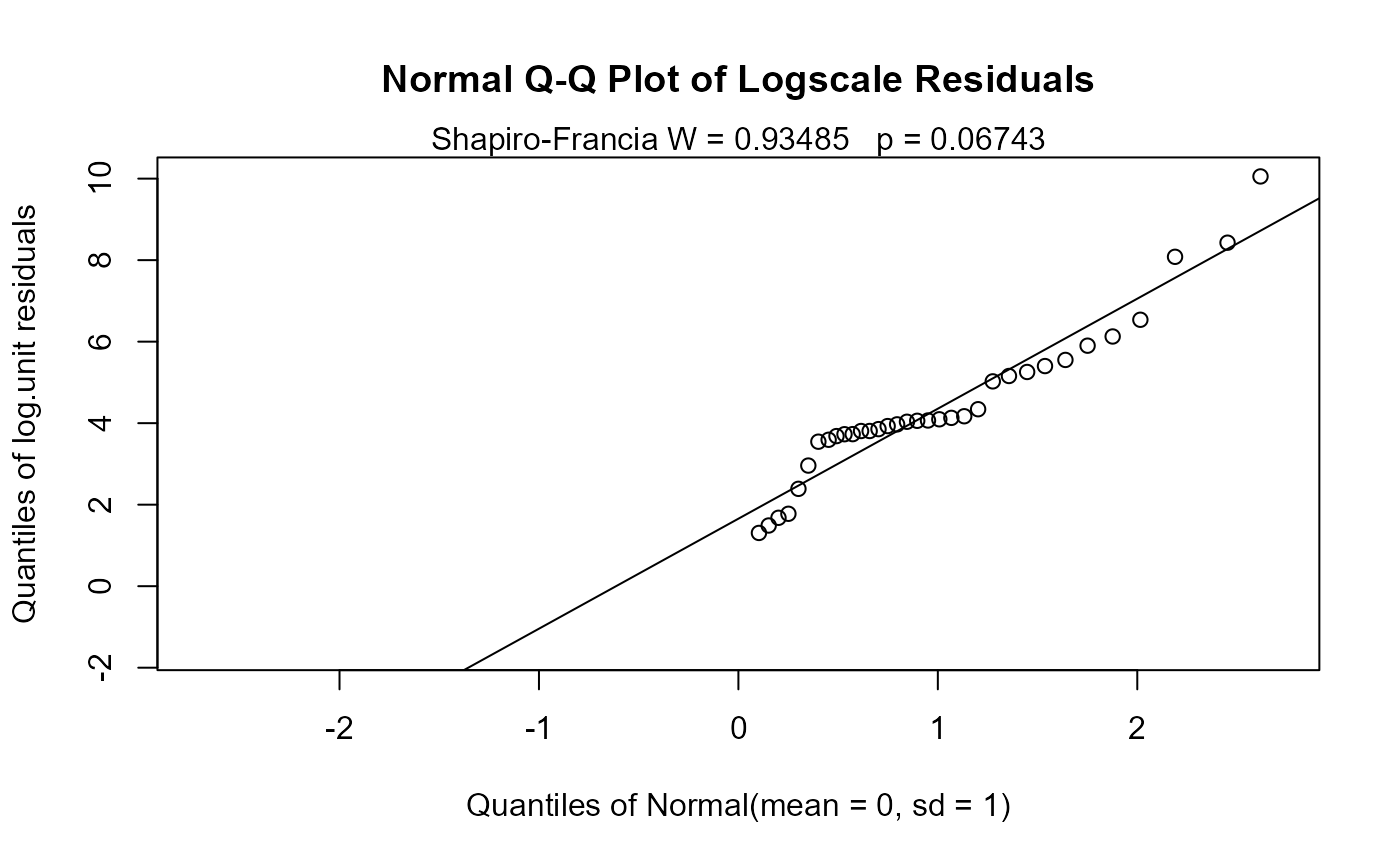 Normal Q-Q Plot of Logscale Residuals
Shapiro-Francia W = 0.93485 p = 0.06743
Quantiles of log.unit residuals
10
8
6
4
2
0
-2
-2 -1 0 1 2
Quantiles of Normal(mean = 0, sd = 1)